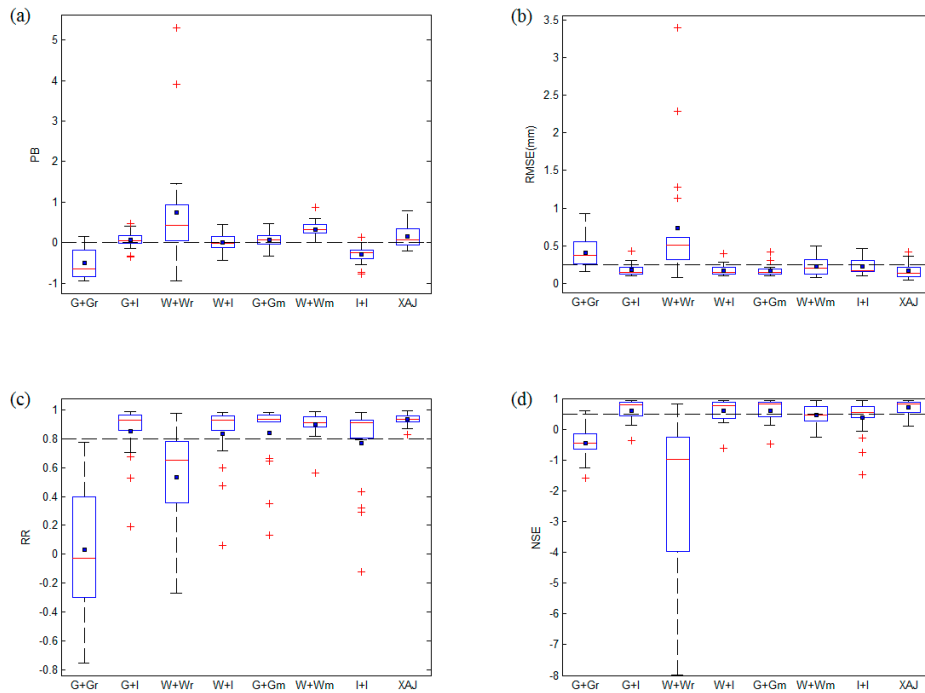 (a)
PB
5
4
3
2
1
0
-1
G+Gr G+I W+Wr W+I G+Gm W+Wm I+I XAJ
(b)
RMSE(mm)
3.5
3
2.5
2
1.5
1
0.5
0
G+Gr G+I W+Wr W+I G+Gm W+Wm I+I XAJ
(c)
RR
1
0.8
0.6
0.4
0.2
0
-0.2
-0.4
-0.6
-0.8
G+Gr G+I W+Wr W+I G+Gm W+Wm I+I XAJ
(d)
NSE
1
0
-1
-2
-3
-4
-5
-6
-7
-8
G+Gr G+I W+Wr W+I G+Gm W+Wm I+I XAJ